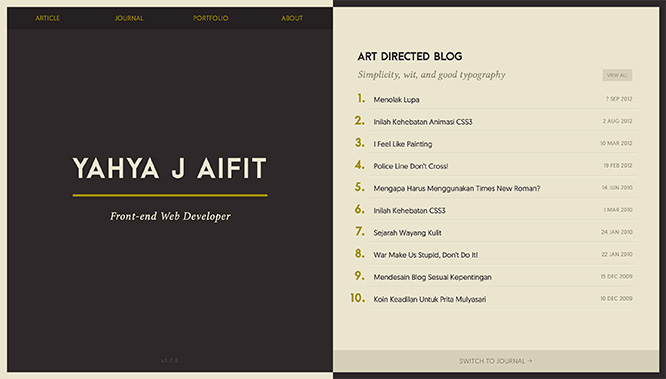 ARTICLE JOURNAL PORTFOLIO ABOUT
YAHYA J AIFIT
Front-end Web Developer
v1.7.6
ART DIRECTED BLOG
Simplicity, wit, and good typography
VIEW ALL
1. Menolak Lupa 7 SEP 2012
2. Inilah Kehebatan Animasi CSS3 2 AUG 2012
3. I Feel Like Painting 10 MAR 2012
4. Police Line Don't Cross! 19 FEB 2012
5. Mengapa Harus Menggunakan Times New Roman? 14 JUN 2010
6. Inilah Kehebatan CSS3 1 MAR 2010
7. Sejarah Wayang Kulit 24 JAN 2010
8. War Make Us Stupid, Don't Do It! 22 JAN 2010
9. Mendesain Blog Sesuai Kepentingan 15 DEC 2009
10. Koin Keadilan Untuk Prita Mulyasari 10 DEC 2009
SWITCH TO JOURNAL →